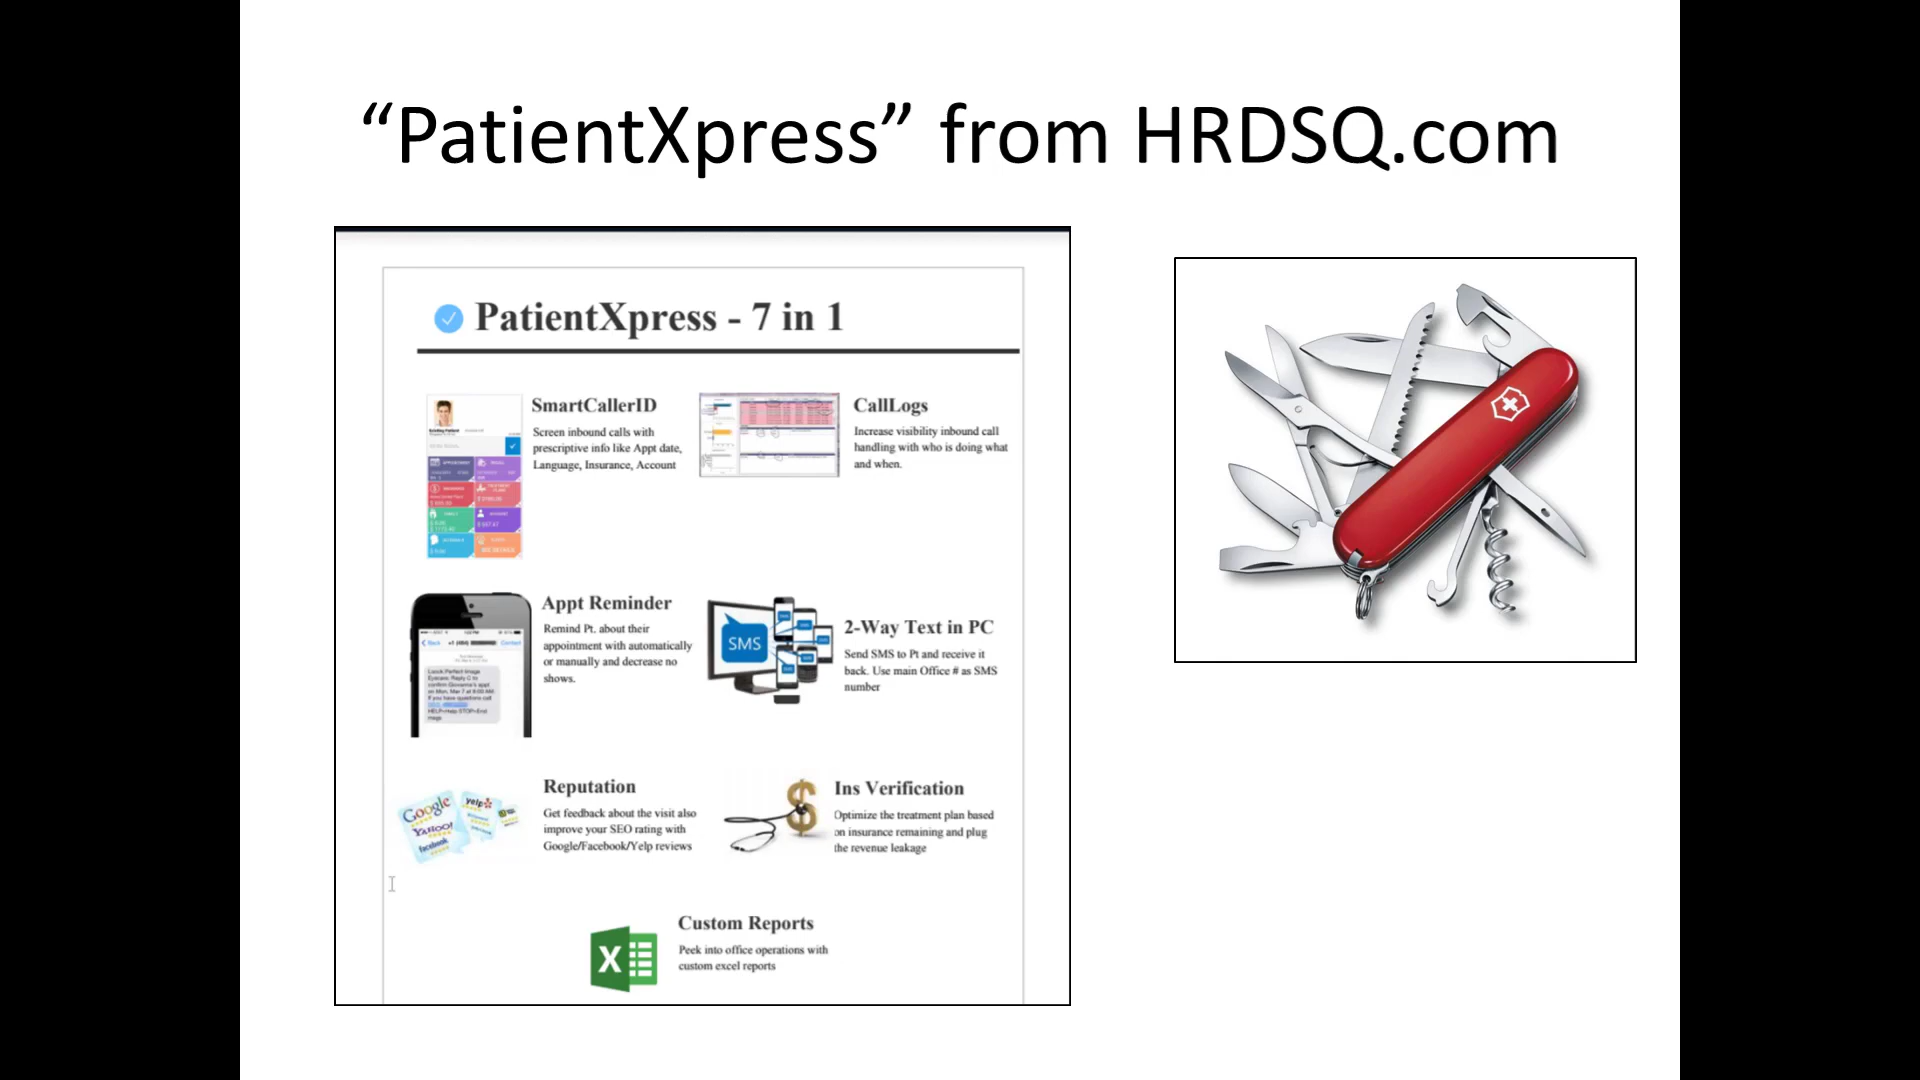 “PatientXpress” from HRDSQ.com
PatientXpress - 7 in 1
SmartCallerID
Screen inbound calls with
prescriptive info like Appt date,
Language, Insurance, Account
CallLogs
Increase visibility inbound call
handling with who is doing what
and when.
Appt Reminder
Remind Pt. about their
appointment with automatically
or manually and decrease no
shows.
2-Way Text in PC
Send SMS to Pt and receive it
back. Use main Office # as SMS
number
SMS
Reputation
Get feedback about the visit also
improve your SEO rating with
Google/Facebook/Yelp reviews
Google
yelp
YAHOO!
facebook
Ins Verification
Optimize the treatment plan based
on insurance remaining and plug
the revenue leakage
$
Custom Reports
Peek into office operations with
custom excel reports
X